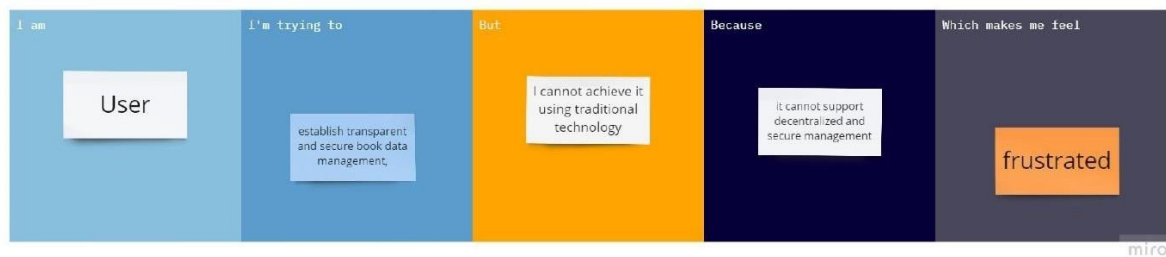 I am
User
I'm trying to
establish transparent
and secure book data
management,
But
I cannot achieve it
using traditional
technology
Because
it cannot support
decentralized and
secure management
Which makes me feel
frustrated
miro